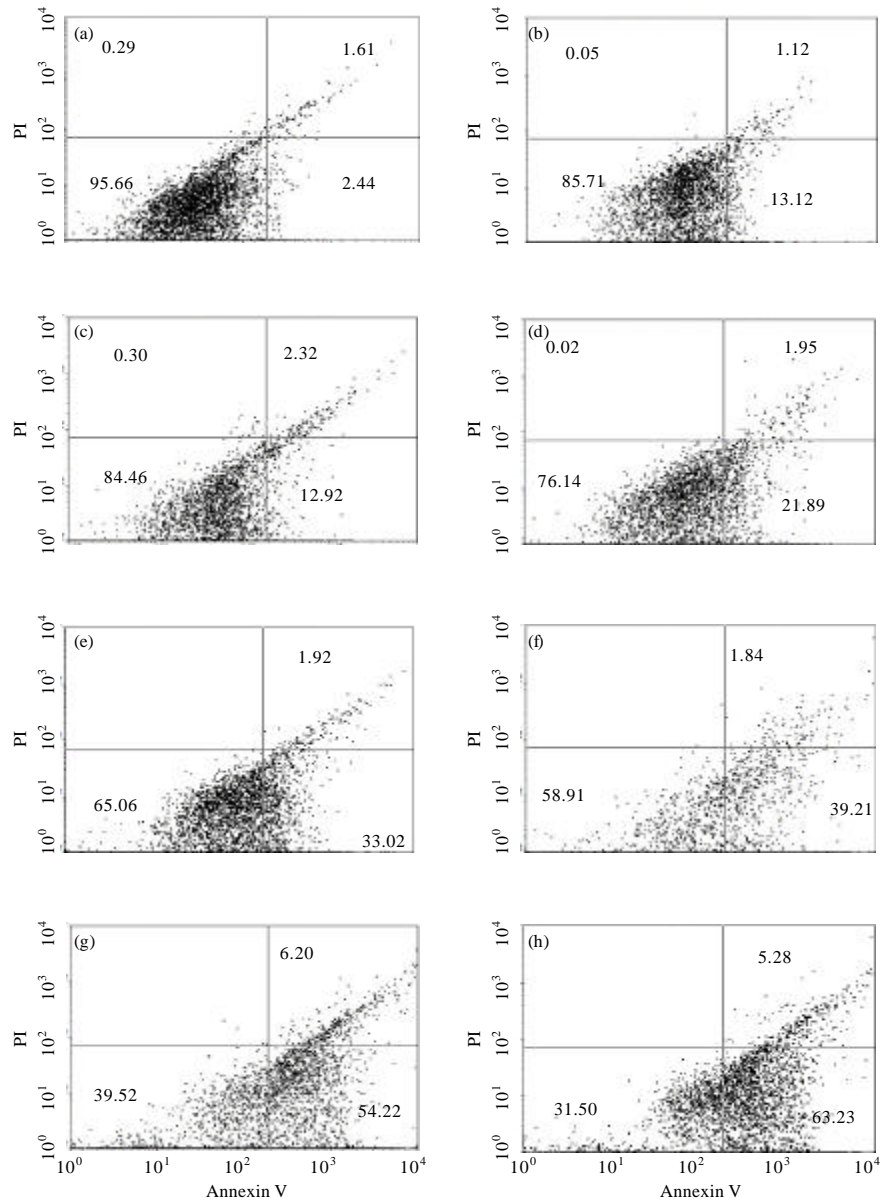 (a) 0.29 1.61
95.66 2.44
PI
10^4
10^3
10^2
10^1
10^0
(b) 0.05 1.12
85.71 13.12
PI
10^4
10^3
10^2
10^1
10^0
(c) 0.30 2.32
84.46 12.92
PI
10^4
10^3
10^2
10^1
10^0
(d) 0.02 1.95
76.14 21.89
PI
10^4
10^3
10^2
10^1
10^0
(e) 1.92
65.06 33.02
PI
10^4
10^3
10^2
10^1
10^0
(f) 1.84
58.91 39.21
PI
10^4
10^3
10^2
10^1
10^0
(g) 6.20
39.52 54.22
PI
10^4
10^3
10^2
10^1
10^0
10^0 10^1 10^2 10^3 10^4
Annexin V
(h) 5.28
31.50 63.23
PI
10^4
10^3
10^2
10^1
10^0
10^0 10^1 10^2 10^3 10^4
Annexin V